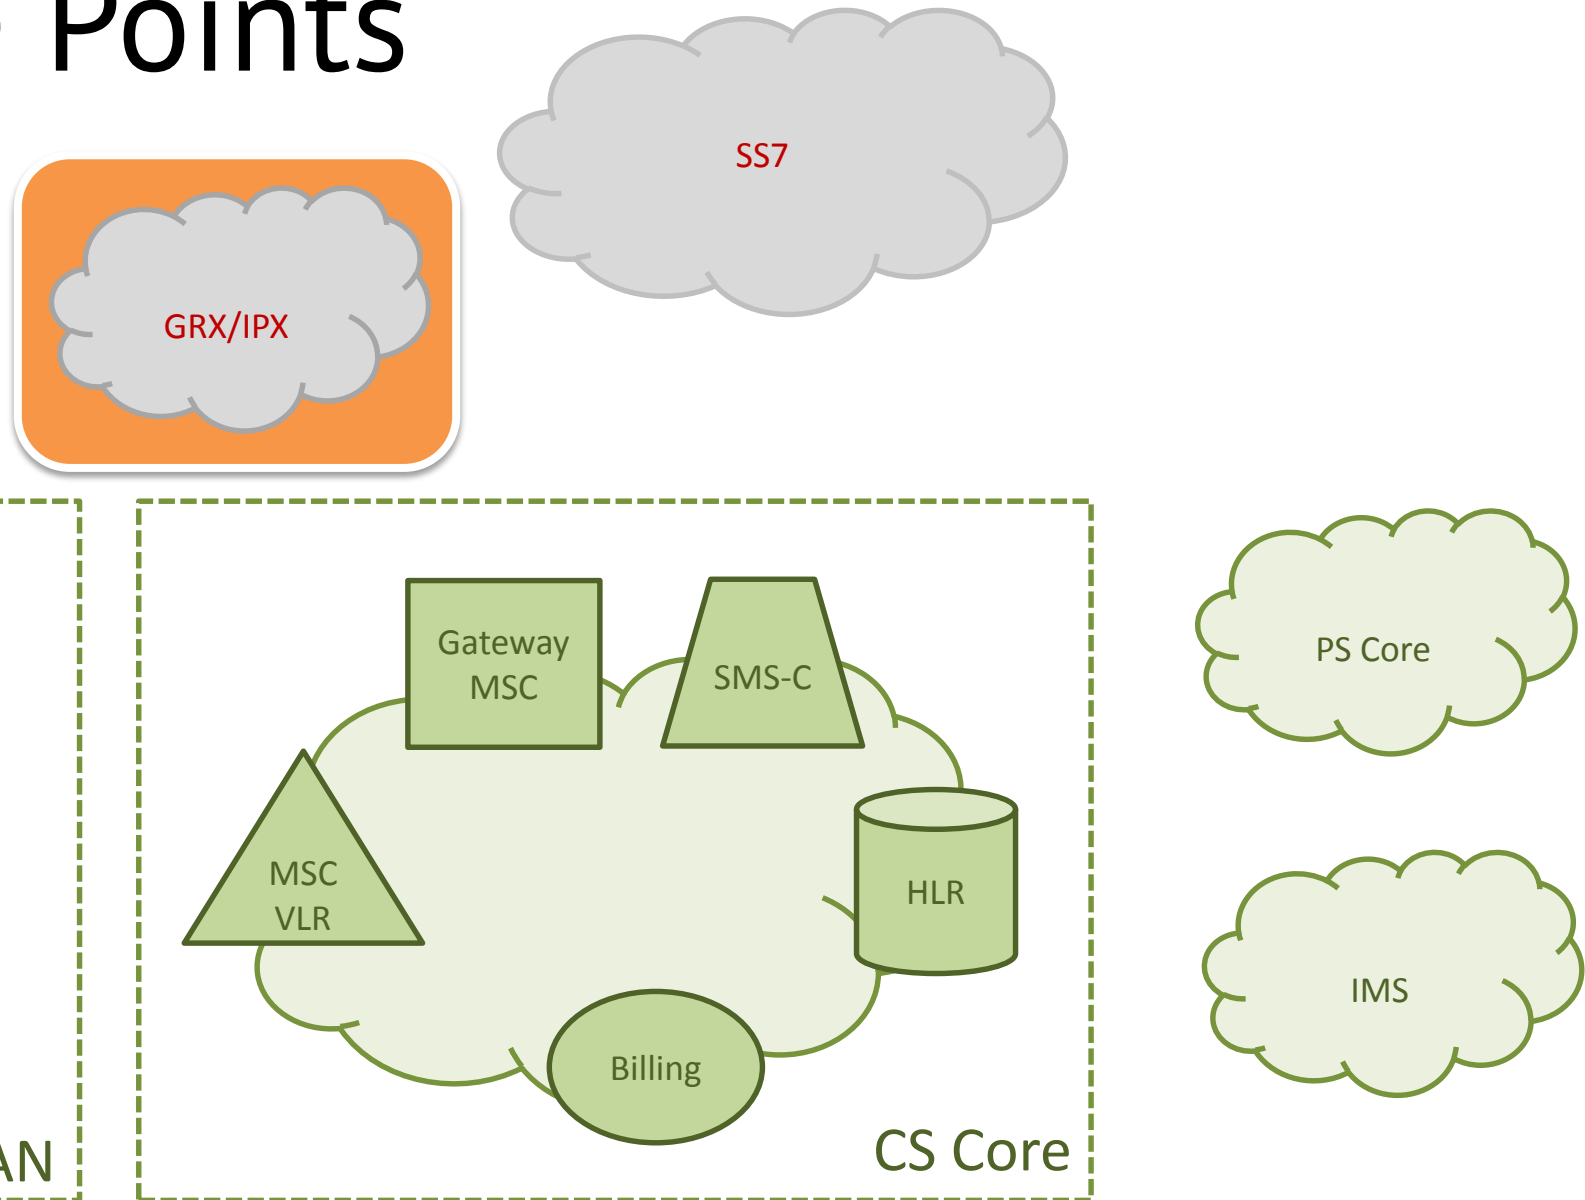 Points
SS7
GRX/IPX
Gateway
MSC
SMS-C
PS Core
MSC
VLR
HLR
IMS
Billing
CS Core
AN